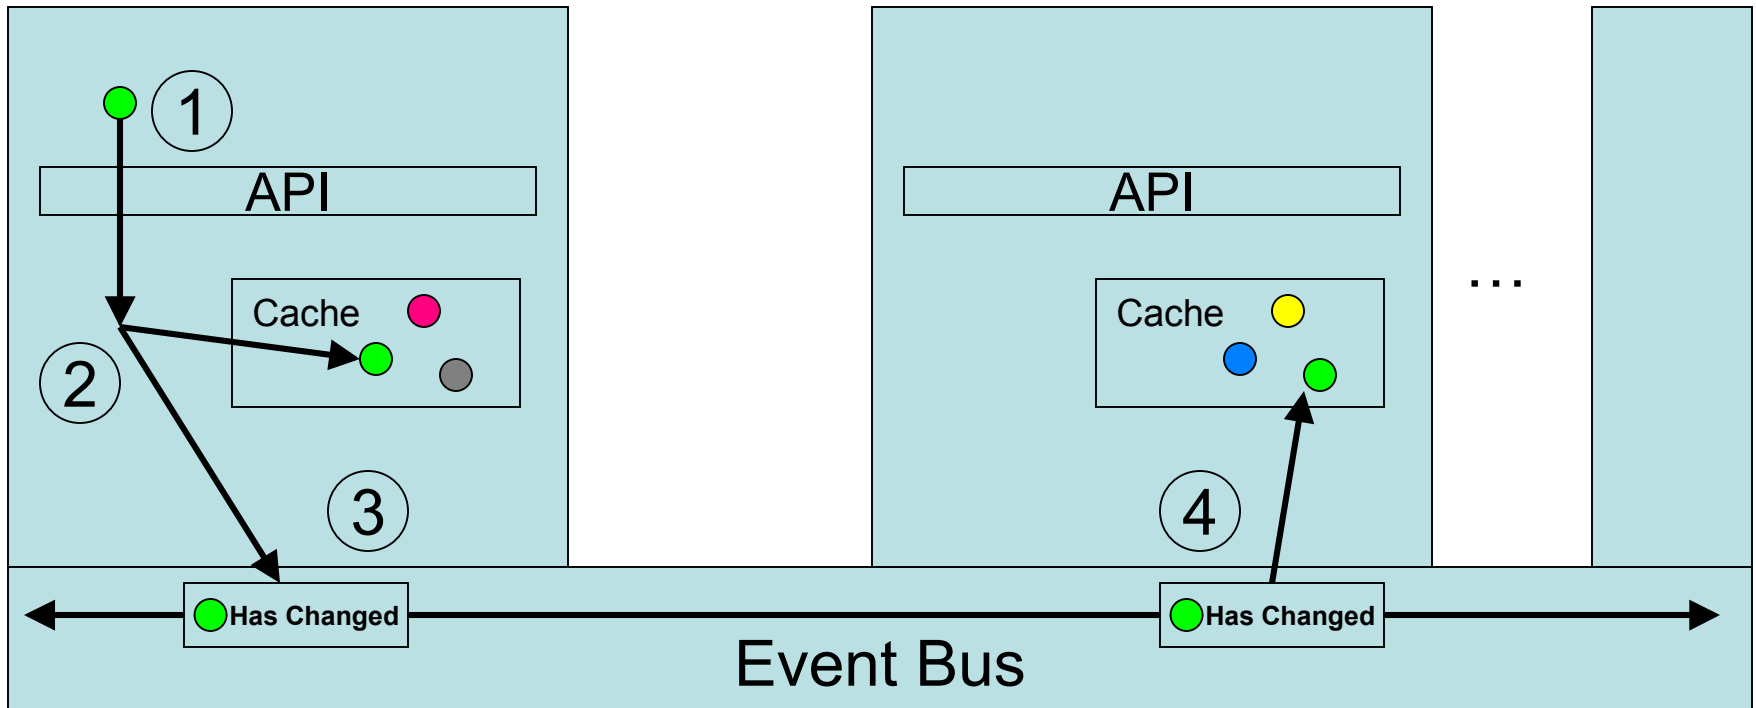 1
API
API
Cache
Cache
...
2
3
4
Has Changed
Has Changed
Event Bus